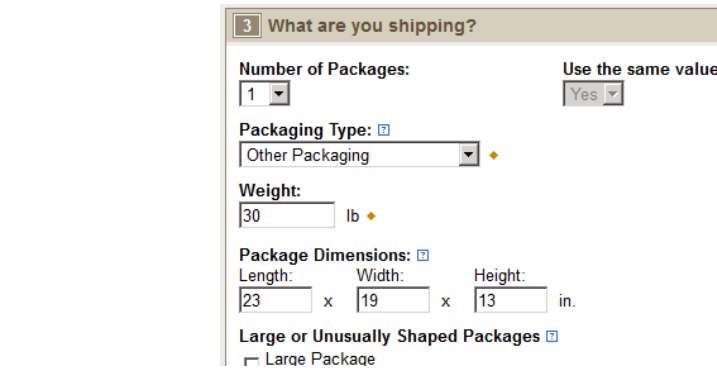 3 What are you shipping?
Number of Packages: Use the same value
1 Yes
Packaging Type: ?
Other Packaging
Weight:
30 lb
Package Dimensions: ?
Length: Width: Height:
23 x 19 x 13 in.
Large or Unusually Shaped Packages ?
Large Package